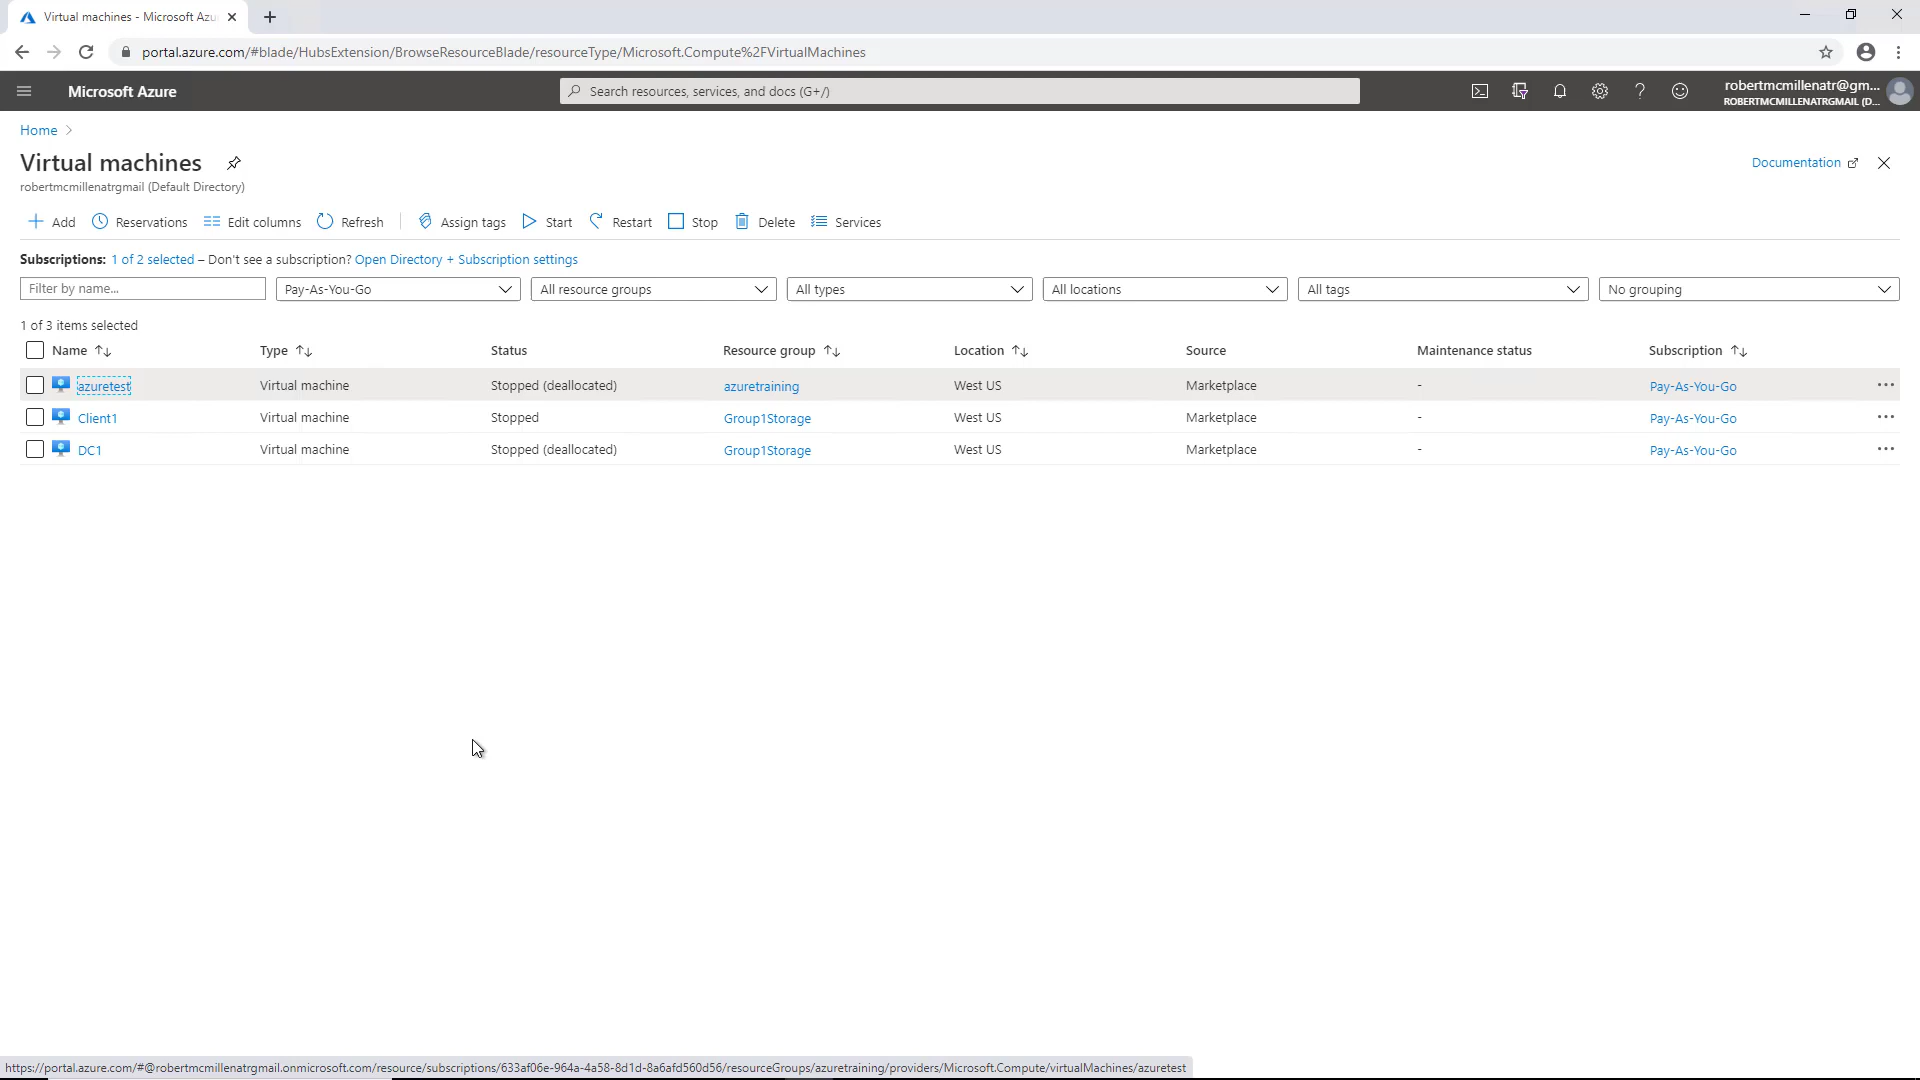 Virtual machines - Microsoft Azu
portal.azure.com/#blade/HubsExtension/BrowseResourceBlade/resourceType/Microsoft.Compute%2FVirtualMachines
Microsoft Azure
Search resources, services, and docs (G+/)
robertmcmillenatr@gm...
ROBERTMCMILLENATRGMAIL (D...
Home
Virtual machines
Documentation
robertmcmillenatrgmail (Default Directory)
Add Reservations Edit columns Refresh Assign tags Start Restart Stop Delete Services
Subscriptions: 1 of 2 selected – Don't see a subscription? Open Directory + Subscription settings
Filter by name... Pay-As-You-Go All resource groups All types All locations All tags No grouping
1 of 3 items selected
Name Type Status Resource group Location Source Maintenance status Subscription
azuretest Virtual machine Stopped (deallocated) azuretraining West US Marketplace - Pay-As-You-Go
Client1 Virtual machine Stopped Group1Storage West US Marketplace - Pay-As-You-Go
DC1 Virtual machine Stopped (deallocated) Group1Storage West US Marketplace - Pay-As-You-Go
https://portal.azure.com/#@robertmcmillenatrgmail.onmicrosoft.com/resource/subscriptions/633af06e-964a-4a58-8d1d-8a6afd560d56/resourceGroups/azuretraining/providers/Microsoft.Compute/virtualMachines/azuretest